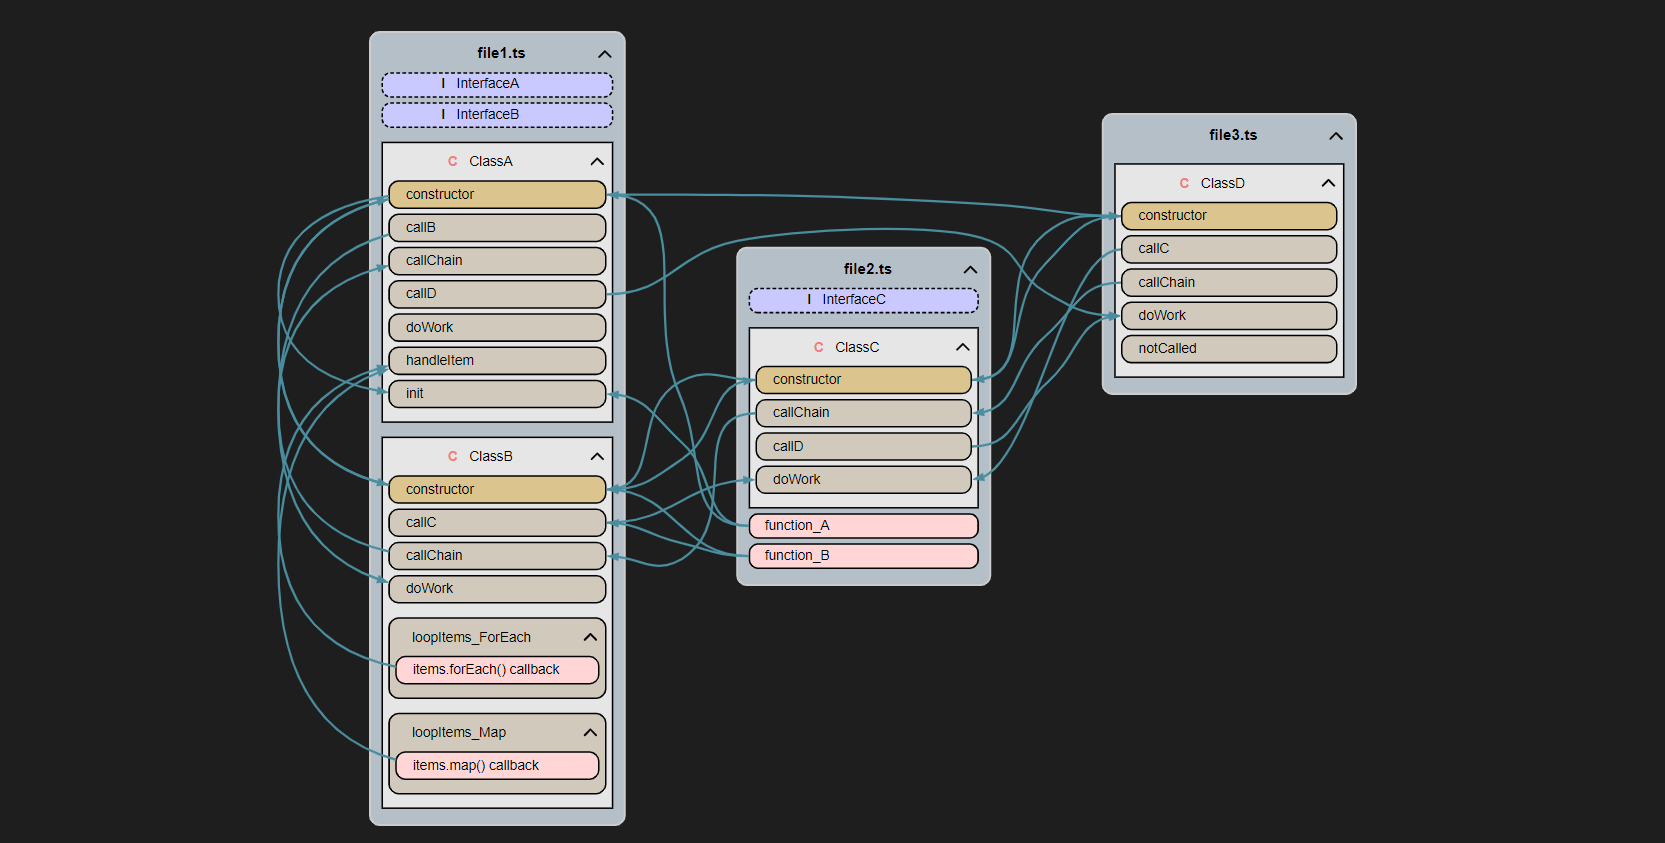 file1.ts
I InterfaceA
I InterfaceB
C ClassA
constructor
callB
callChain
callD
doWork
handleItem
init
C ClassB
constructor
callC
callChain
doWork
loopItems_ForEach
items.forEach() callback
loopItems_Map
items.map() callback
file2.ts
I InterfaceC
C ClassC
constructor
callChain
callD
doWork
function_A
function_B
file3.ts
C ClassD
constructor
callC
callChain
doWork
notCalled